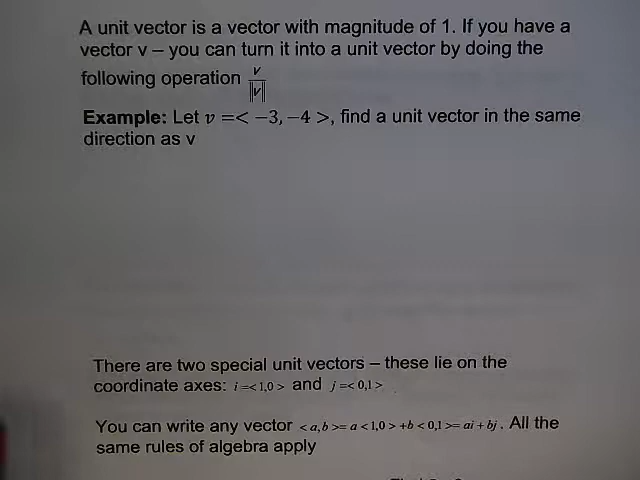 A unit vector is a vector with magnitude of 1. If you have a
vector v – you can turn it into a unit vector by doing the
following operation v/||v||
Example: Let v =< −3, −4 >, find a unit vector in the same
direction as v
There are two special unit vectors – these lie on the
coordinate axes: i =< 1,0 > and j =< 0,1 >
You can write any vector < a,b >= a < 1,0 > +b < 0,1 >= ai + bj . All the
same rules of algebra apply